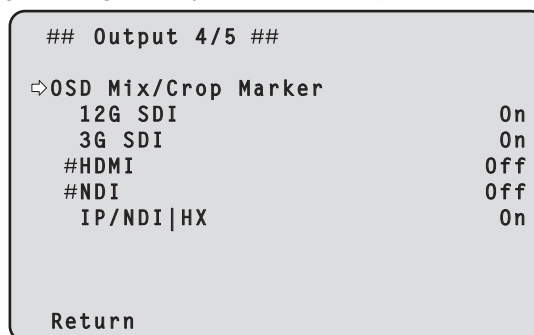 ## Output 4/5 ##
⇨OSD Mix/Crop Marker
12G SDI On
3G SDI On
#HDMI Off
#NDI Off
IP/NDI|HX On
Return